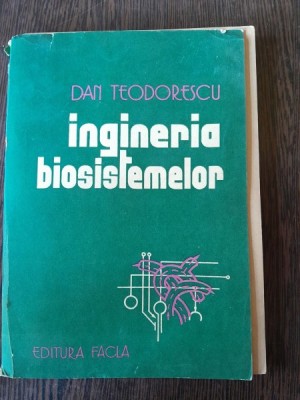 DAN TEODORESCU
ingineria
biosistemelor
EDITURA FACLA